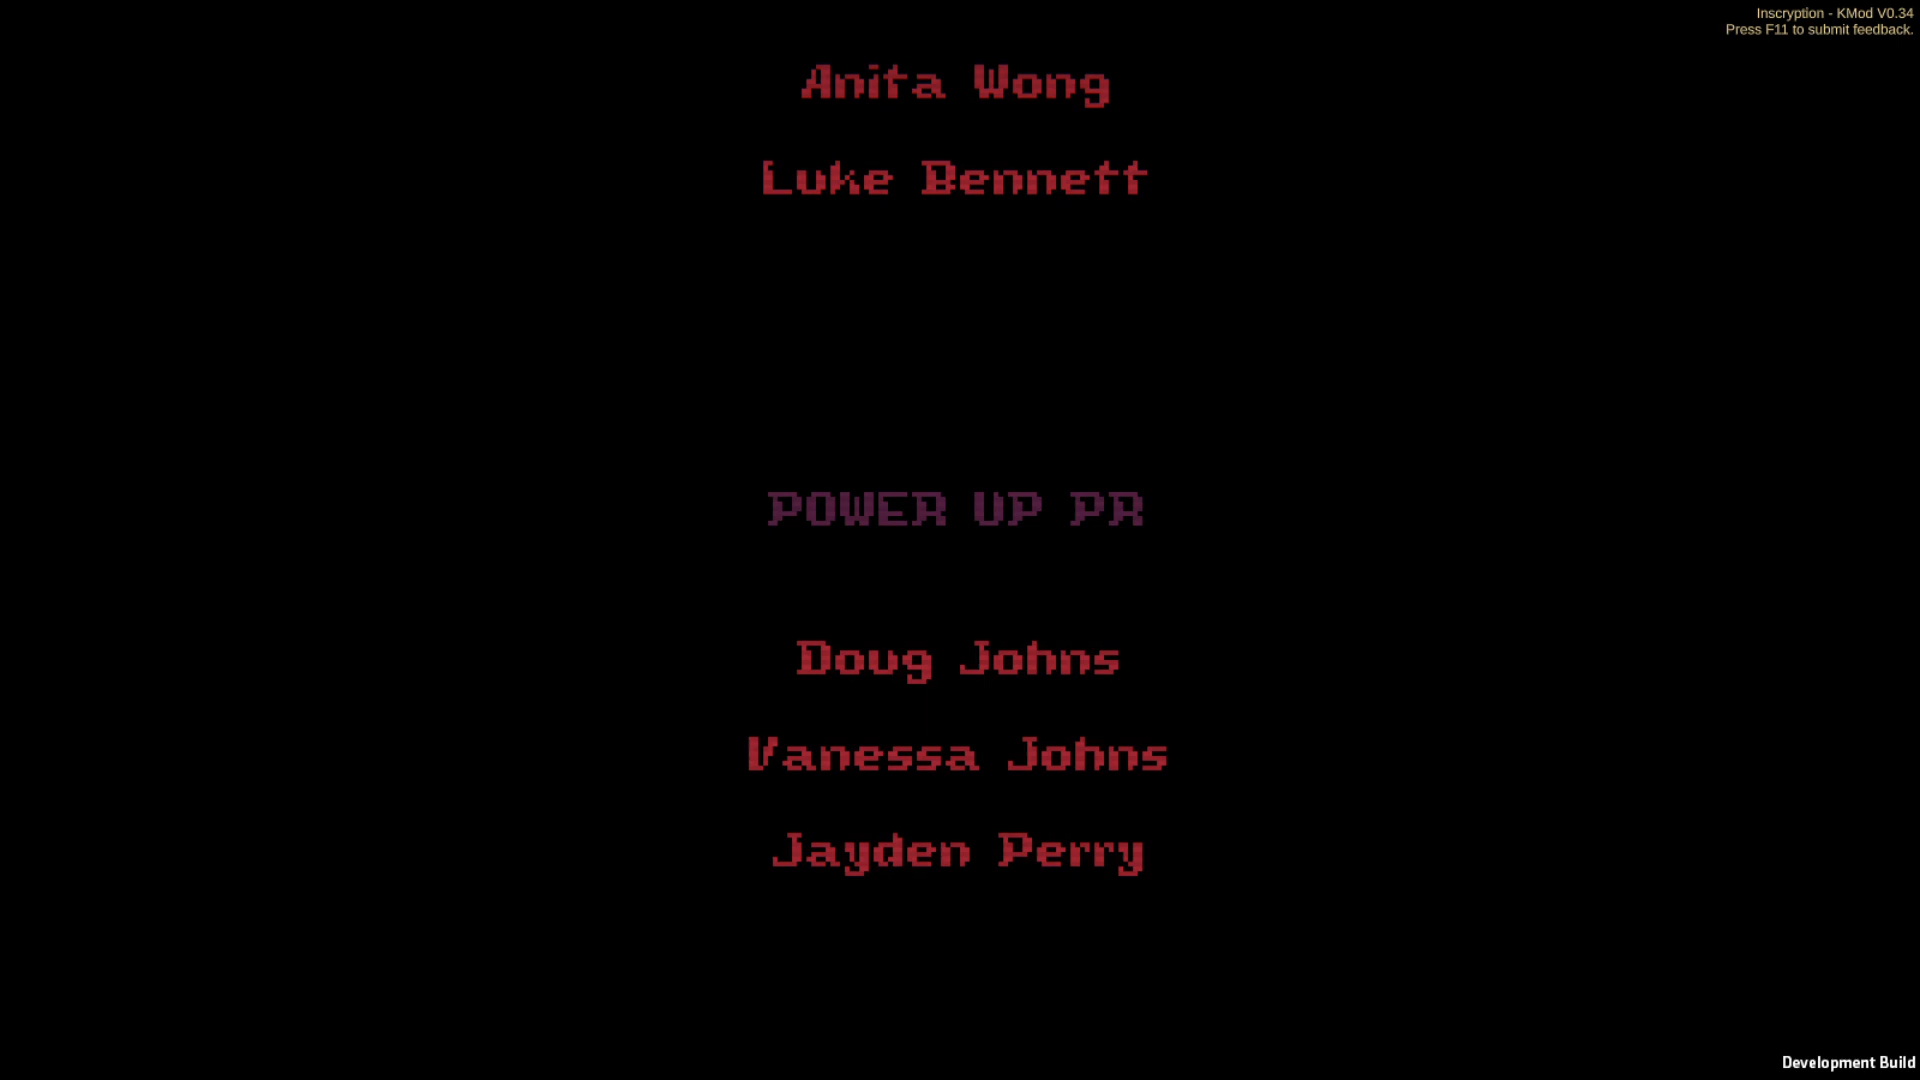 Inscryption - KMod V0.34
Press F11 to submit feedback.
Anita Wong
Luke Bennett
POWER UP PR
Doug Johns
Vanessa Johns
Jayden Perry
Development Build